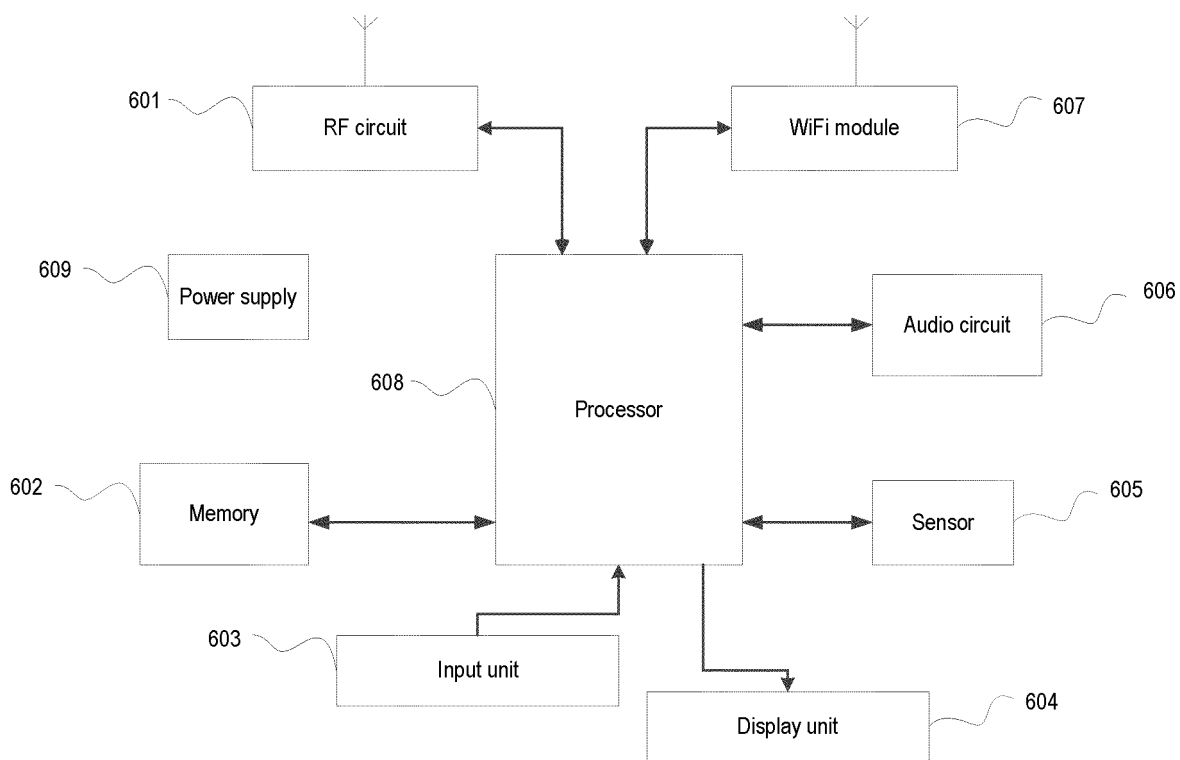 601
RF circuit
WiFi module
607
609
Power supply
606
Audio circuit
608
Processor
602
Memory
605
Sensor
603
Input unit
604
Display unit